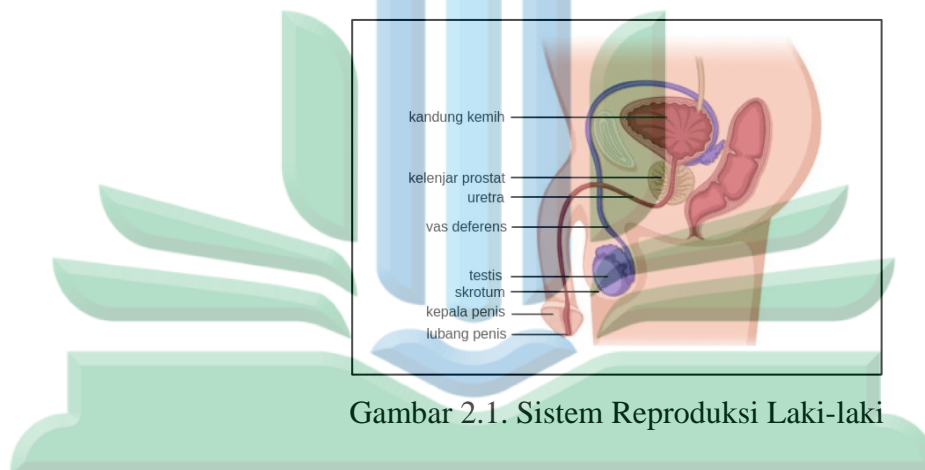 kandung kemih
kelenjar prostat
uretra
vas deferens
testis
skrotum
kepala penis
lubang penis
Gambar 2.1. Sistem Reproduksi Laki-laki